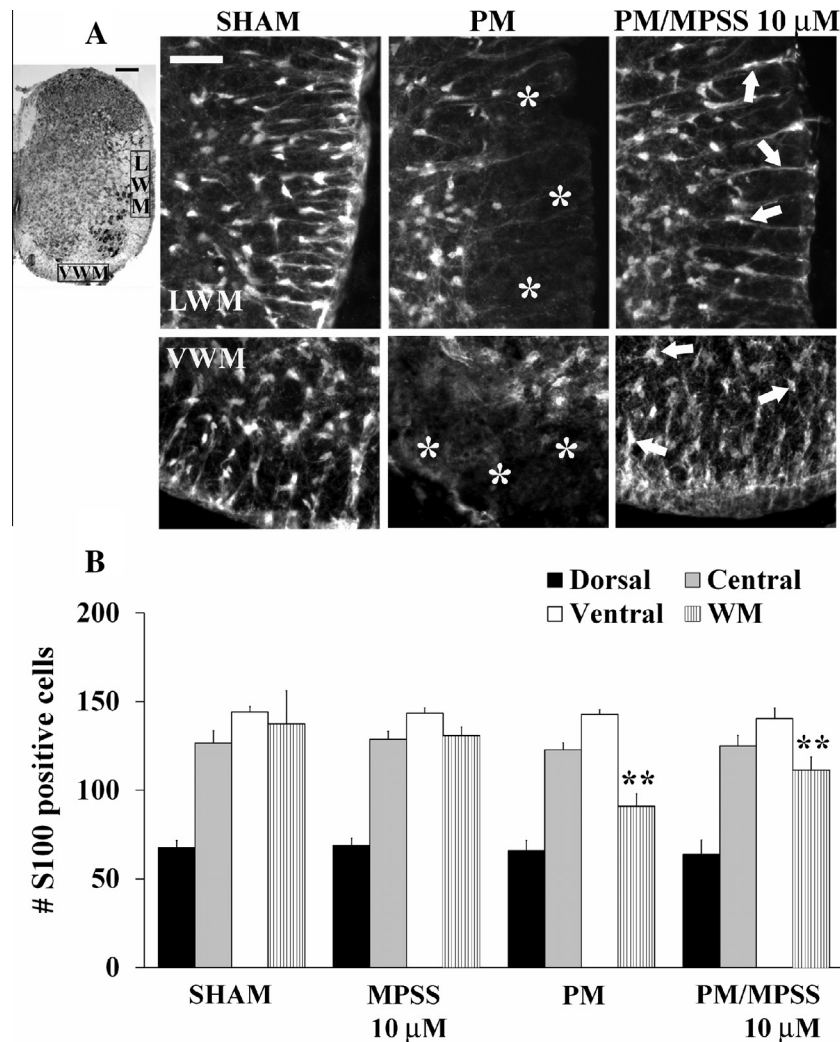 A
SHAM
PM
PM/MPSS 10 µM
LWM
VWM
LWM
VWM
*
*
*
*
*
*
B
Dorsal
Central
Ventral
WM
# S100 positive cells
200
150
100
50
0
**
**
SHAM
MPSS
10 µM
PM
PM/MPSS
10 µM